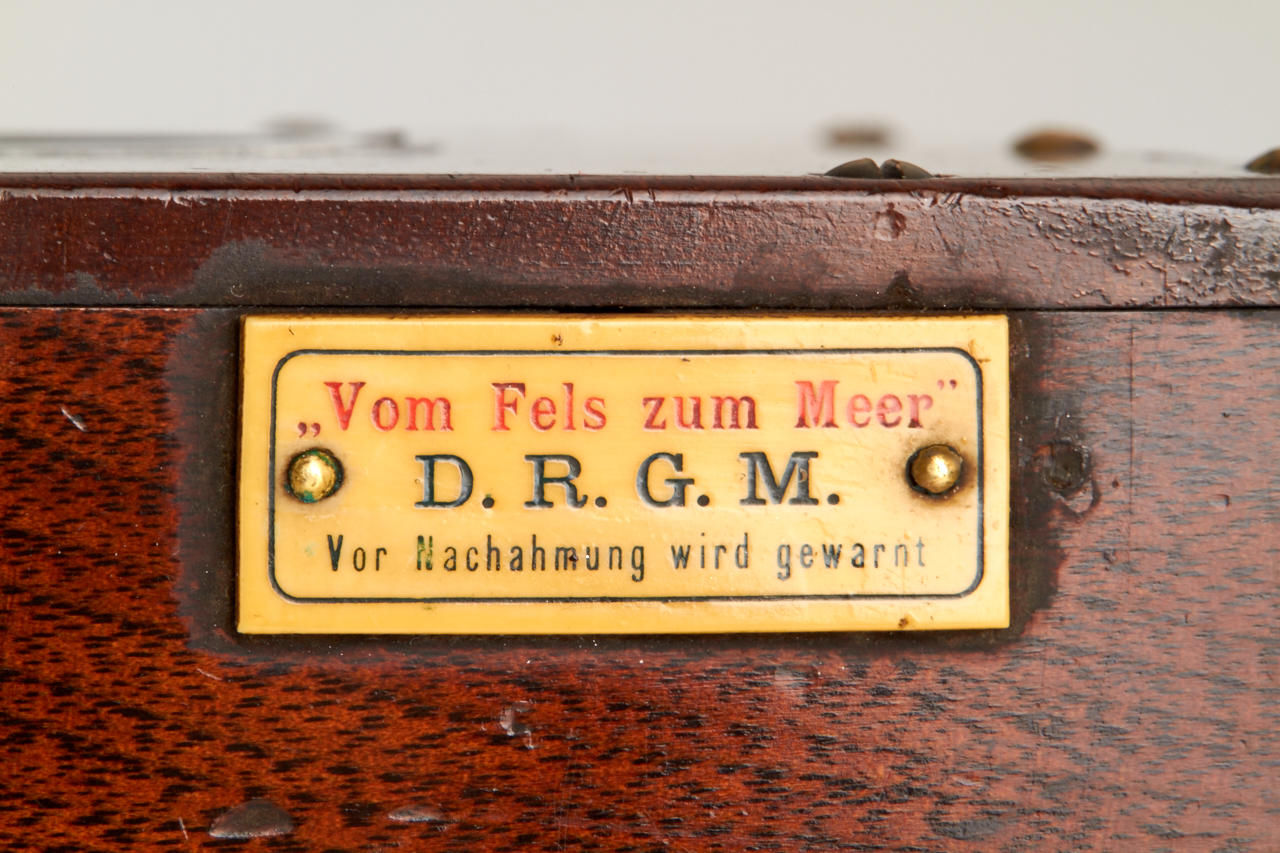 „Vom Fels zum Meer”
D. R. G. M.
Vor Nachahmung wird gewarnt